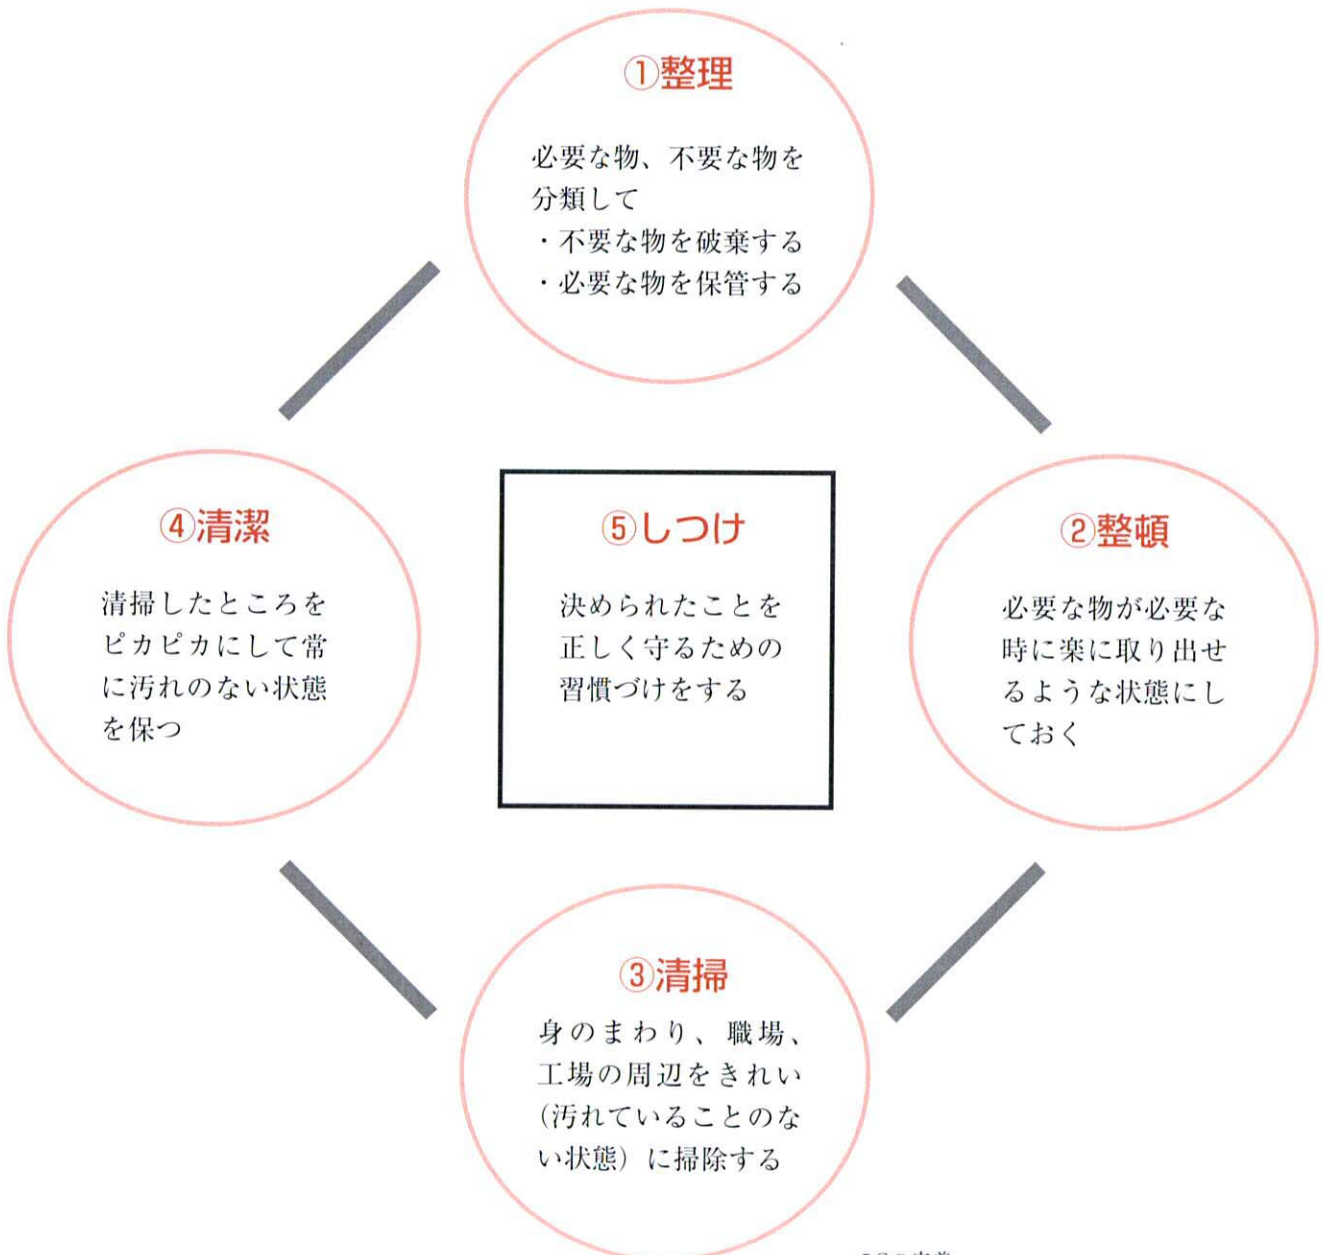 ①整理
必要な物、不要な物を
分類して
・不要な物を破棄する
・必要な物を保管する
②整頓
必要な物が必要な
時に楽に取り出せ
るような状態にし
ておく
③清掃
身のまわり、職場、
工場の周辺をきれい
(汚れていることのな
い状態)に掃除する
④清潔
清掃したところを
ピカピカにして常
に汚れのない状態
を保つ
⑤しつけ
決められたことを
正しく守るための
習慣づけをする